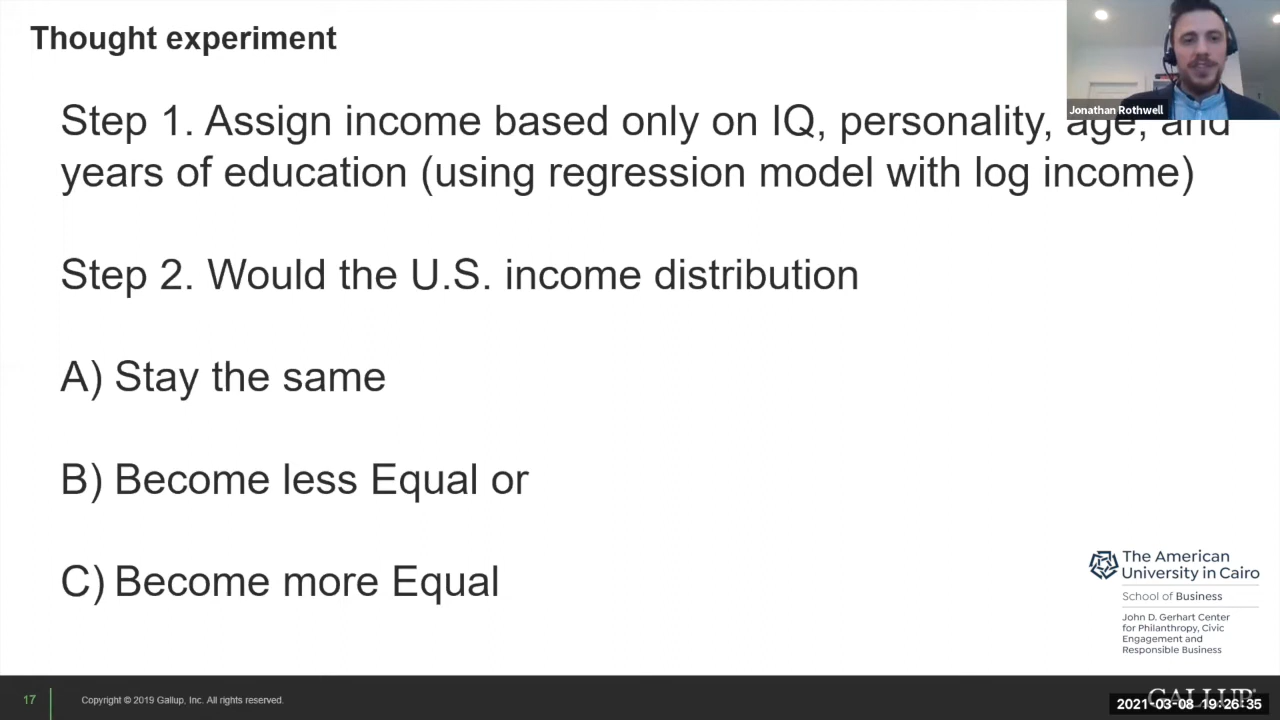 Thought experiment
Jonathan Rothwell
Step 1. Assign income based only on IQ, personality, age, and
years of education (using regression model with log income)
Step 2. Would the U.S. income distribution
A) Stay the same
B) Become less Equal or
C) Become more Equal
The American
University in Cairo
School of Business
John D. Gerhart Center
for Philanthropy, Civic
Engagement and
Responsible Business
17
Copyright © 2019 Gallup, Inc. All rights reserved.
GALLUP
2021-03-08 19:26:35